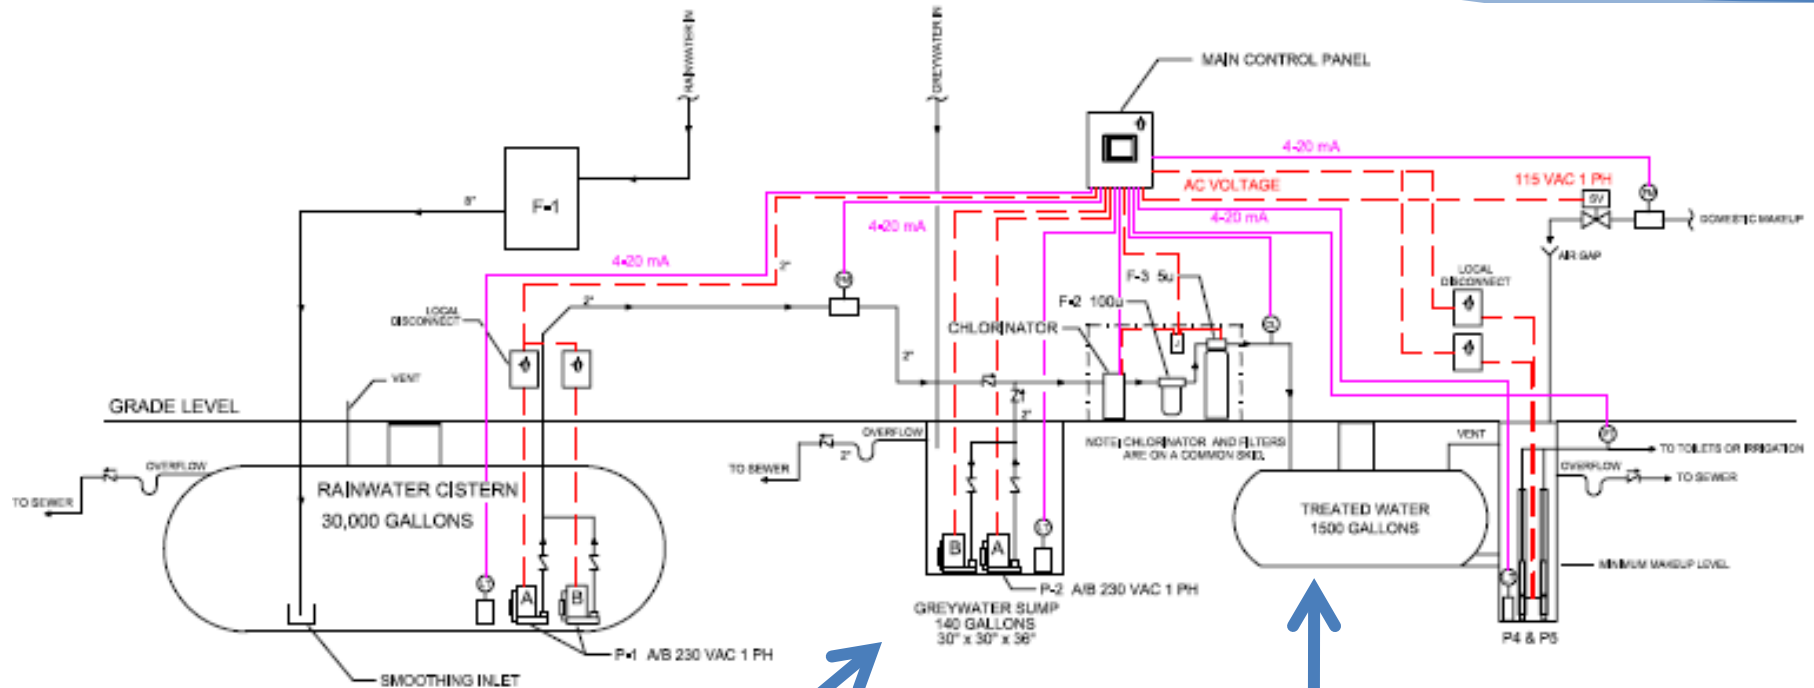 RAINWATER IN
GREYWATER IN
MAIN CONTROL PANEL
4-20 mA
F-1
8"
AC VOLTAGE
115 VAC 1 PH
SV
4-20 mA
4-20 mA
DOMESTIC MAKEUP
AIR GAP
4-20 mA
2"
F-3 5u
LOCAL
DISCONNECT
F-2 100u
2"
LOCAL
DISCONNECT
CHLORINATOR
J
2"
VENT
GRADE LEVEL
2"
OVERFLOW
2"
NOTE: CHLORINATOR AND FILTERS
ARE ON A COMMON SKID.
VENT
TO TOILETS OR IRRIGATION
OVERFLOW
TO SEWER
OVERFLOW
TO SEWER
TO SEWER
RAINWATER CISTERN
30,000 GALLONS
TREATED WATER
1500 GALLONS
B
A
LT
MINIMUM MAKEUP LEVEL
LT
A
B
P-2 A/B 230 VAC 1 PH
GREYWATER SUMP
140 GALLONS
30" x 30" x 36"
P4 & P5
P-1 A/B 230 VAC 1 PH
SMOOTHING INLET